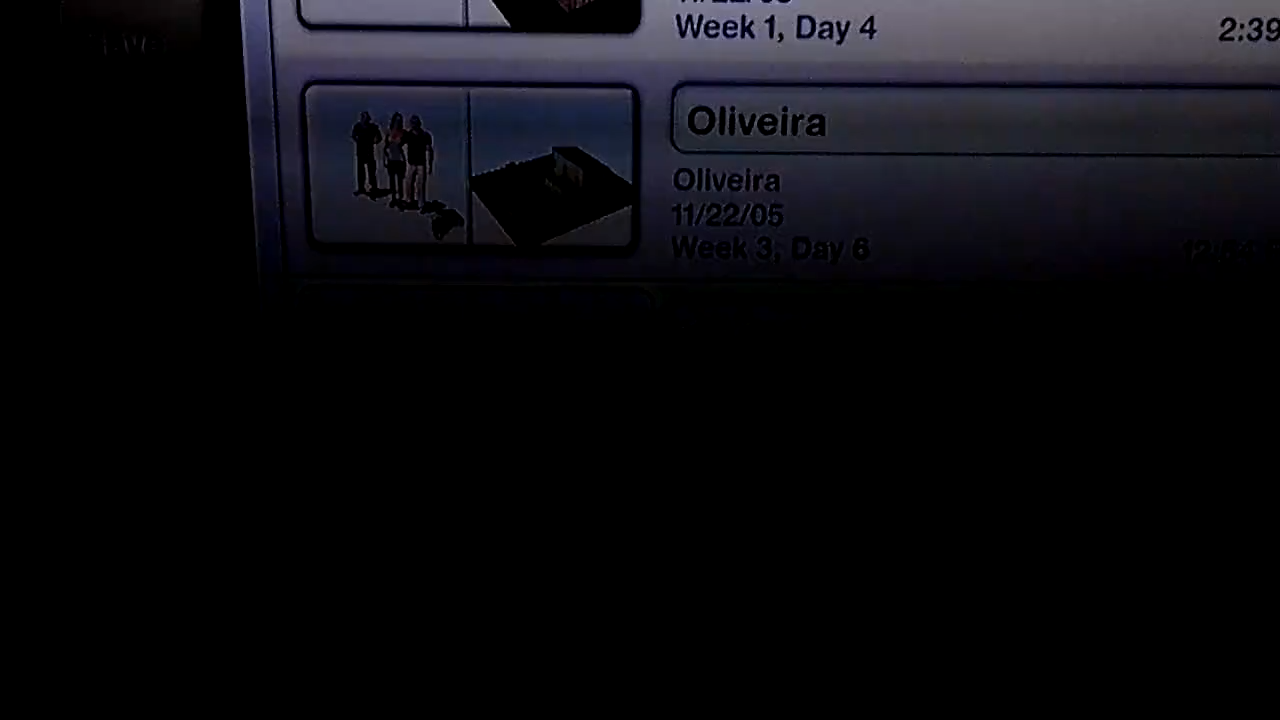 Week 1, Day 4
2:39
Oliveira
Oliveira
11/22/05
Week 3, Day 6